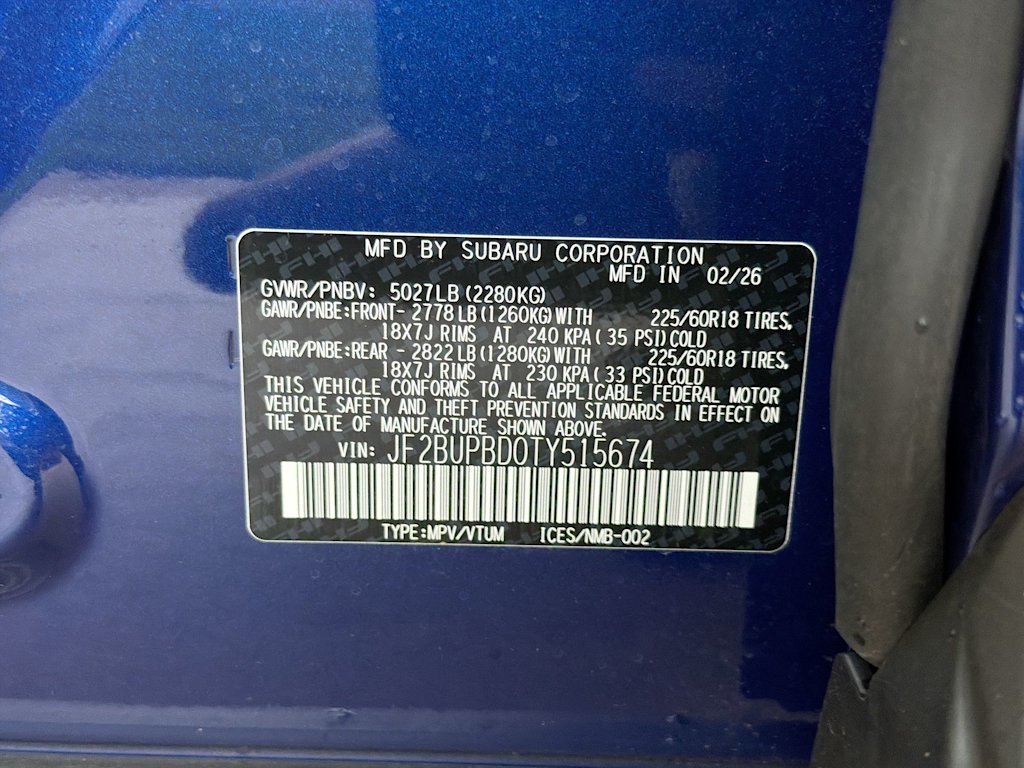 MFD BY SUBARU CORPORATION
MFD IN 02/26
GVWR/PNBV: 5027LB (2280KG)
GAWR/PNBE:FRONT- 2778 LB (1260KG) WITH 225/60R18 TIRES,
18X7J RIMS AT 240 KPA ( 35 PSI) COLD
GAWR/PNBE:REAR - 2822 LB (1280KG) WITH 225/60R18 TIRES,
18X7J RIMS AT 230 KPA ( 33 PSI) COLD
THIS VEHICLE CONFORMS TO ALL APPLICABLE FEDERAL MOTOR
VEHICLE SAFETY AND THEFT PREVENTION STANDARDS IN EFFECT ON
THE DATE OF MANUFACTURE SHOWN ABOVE.
VIN: JF2BUPBD0TY515674
TYPE:MPV/VTUM ICES/NMB-002